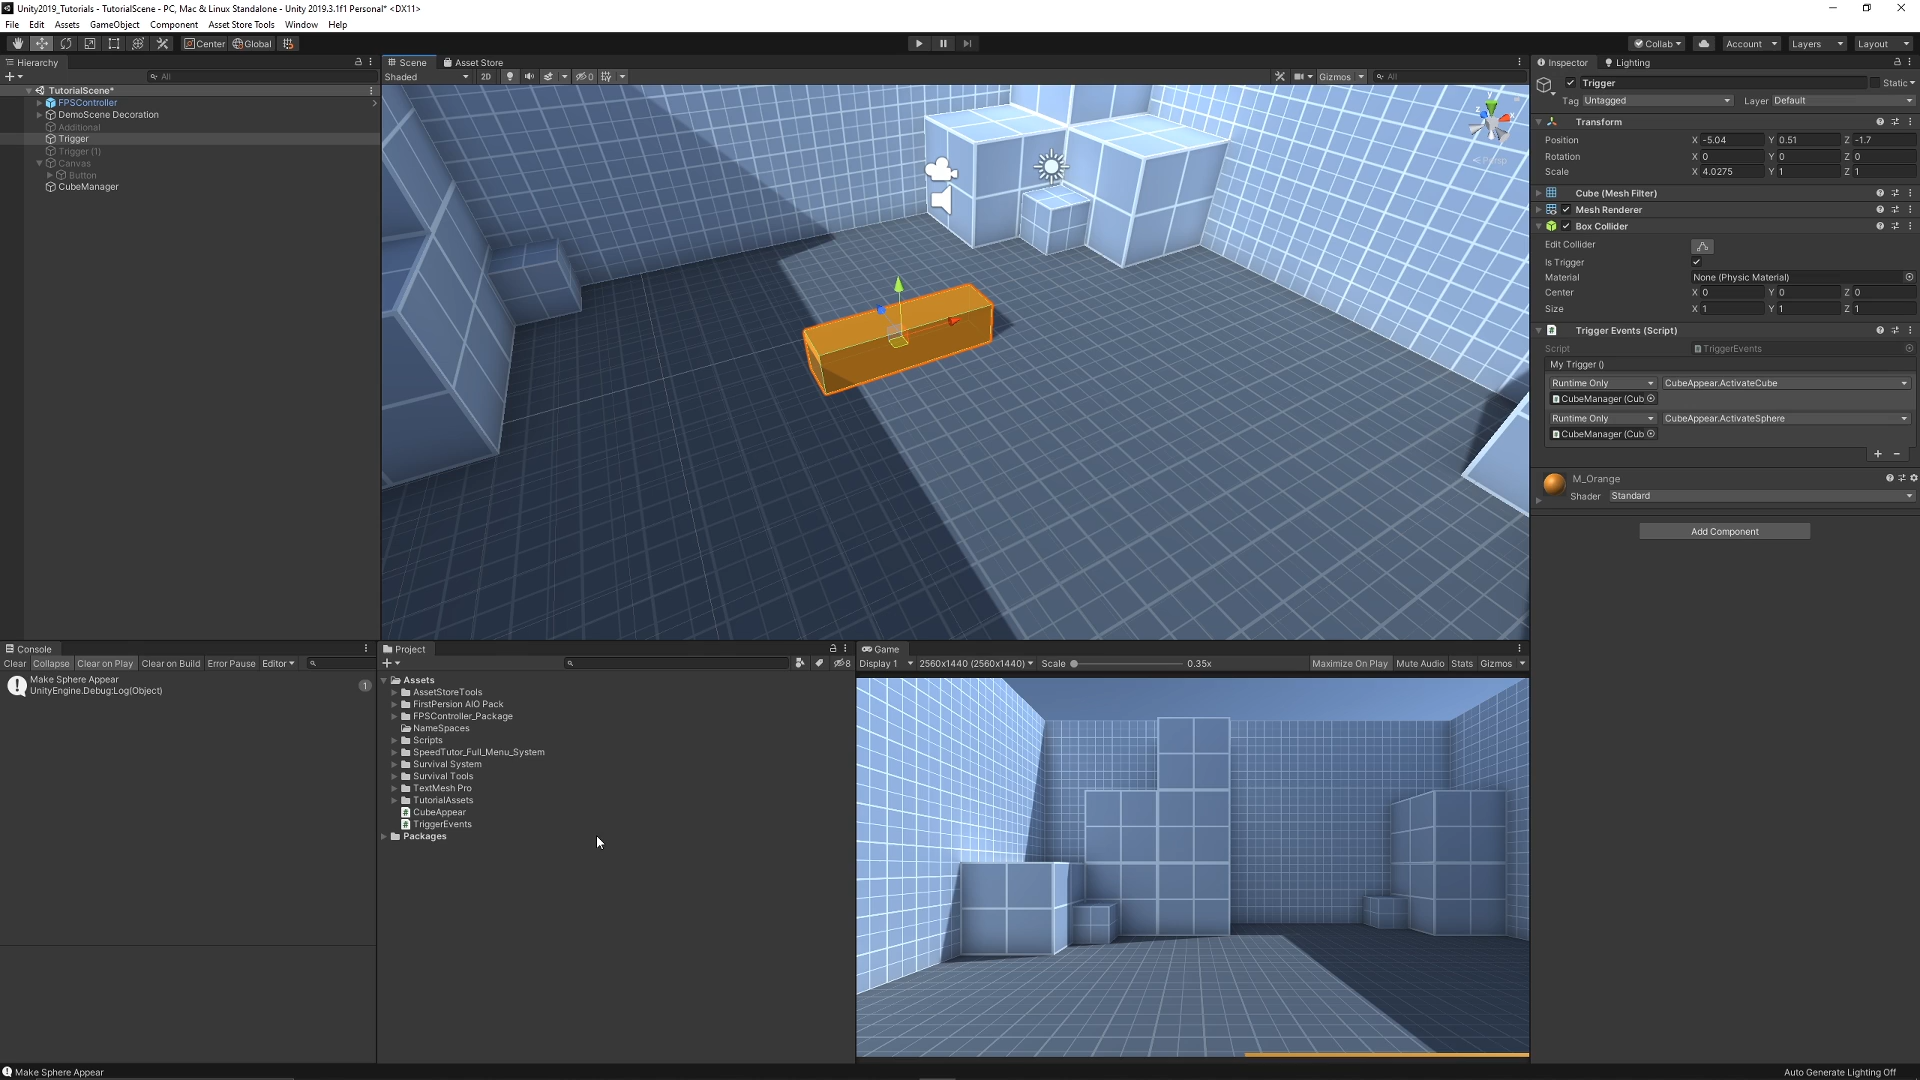 Unity2019_Tutorials - TutorialScene - PC, Mac & Linux Standalone - Unity 2019.3.1f1 Personal* <DX11>
File Edit Assets GameObject Component Asset Store Tools Window Help
Center Global Collab Account Layers Layout
Hierarchy
All
TutorialScene*
FPSController
DemoScene Decoration
Additional
Trigger
Trigger (1)
Canvas
Button
CubeManager
Scene Asset Store
Shaded 2D 0 Gizmos All
y
z
x
Persp
Inspector Lighting
Trigger Static
Tag Untagged Layer Default
Transform
Position X -5.04 Y 0.51 Z -1.7
Rotation X 0 Y 0 Z 0
Scale X 4.0275 Y 1 Z 1
Cube (Mesh Filter)
Mesh Renderer
Box Collider
Edit Collider
Is Trigger
Material None (Physic Material)
Center X 0 Y 0 Z 0
Size X 1 Y 1 Z 1
Trigger Events (Script)
Script TriggerEvents
My Trigger ()
Runtime Only CubeAppear.ActivateCube
CubeManager (Cub
Runtime Only CubeAppear.ActivateSphere
CubeManager (Cub
+ −
M_Orange
Shader Standard
Add Component
Console
Clear Collapse Clear on Play Clear on Build Error Pause Editor
Make Sphere Appear
UnityEngine.Debug:Log(Object)
1
Project
8
Assets
AssetStoreTools
FirstPersion AIO Pack
FPSController_Package
NameSpaces
Scripts
SpeedTutor_Full_Menu_System
Survival System
Survival Tools
TextMesh Pro
TutorialAssets
CubeAppear
TriggerEvents
Packages
Game
Display 1 2560x1440 (2560x1440) Scale 0.35x Maximize On Play Mute Audio Stats Gizmos
Make Sphere Appear
Auto Generate Lighting Off